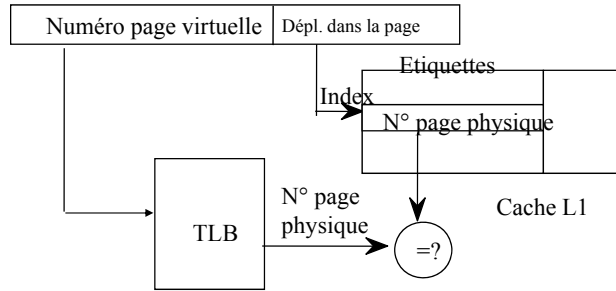 Numéro page virtuelle
Dépl. dans la page
Etiquettes
Index
N° page physique
N° page
physique
Cache L1
TLB
=?